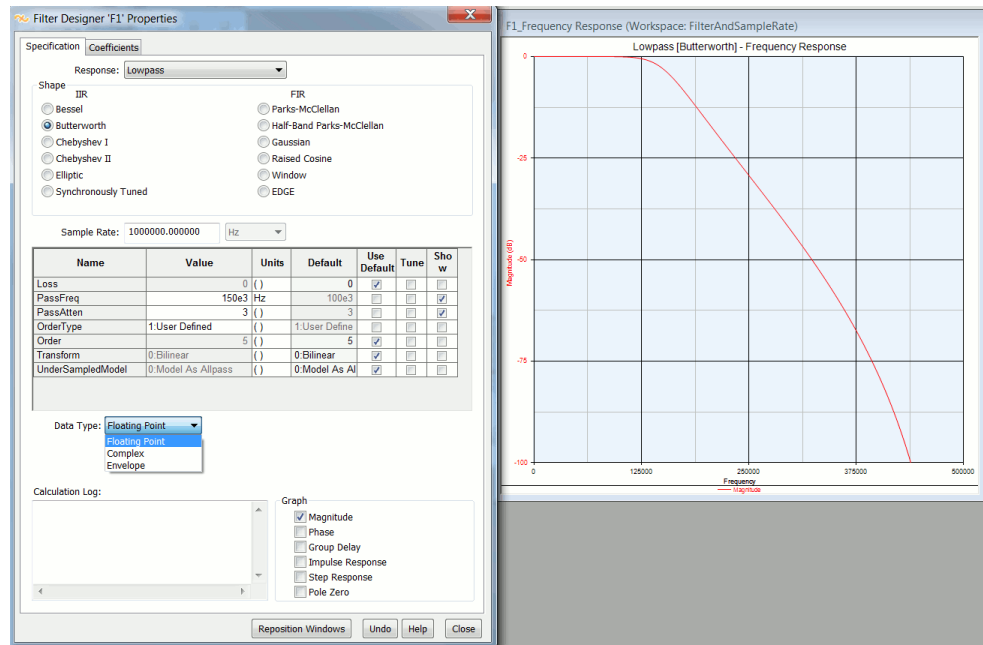 Filter Designer 'F1' Properties
Specification Coefficients
Response: Lowpass
Shape
IIR FIR
Bessel Parks-McClellan
Butterworth Half-Band Parks-McClellan
Chebyshev I Gaussian
Chebyshev II Raised Cosine
Elliptic Window
Synchronously Tuned EDGE
Sample Rate: 1000000.000000 Hz
Name Value Units Default Use Default Tune Sho w
Loss 0 ( ) 0
PassFreq 150e3 Hz 100e3
PassAtten 3 ( ) 3
OrderType 1:User Defined ( ) 1:User Define
Order 5 ( ) 5
Transform 0:Bilinear ( ) 0:Bilinear
UnderSampledModel 0:Model As Allpass ( ) 0:Model As Al
Data Type: Floating Point
Floating Point
Complex
Envelope
Calculation Log:
Graph
Magnitude
Phase
Group Delay
Impulse Response
Step Response
Pole Zero
Reposition Windows Undo Help Close
F1_Frequency Response (Workspace: FilterAndSampleRate)
Lowpass [Butterworth] - Frequency Response
0
-25
-50
-75
-100
Magnitude (dB)
0 125000 250000 375000 500000
Frequency
Magnitude